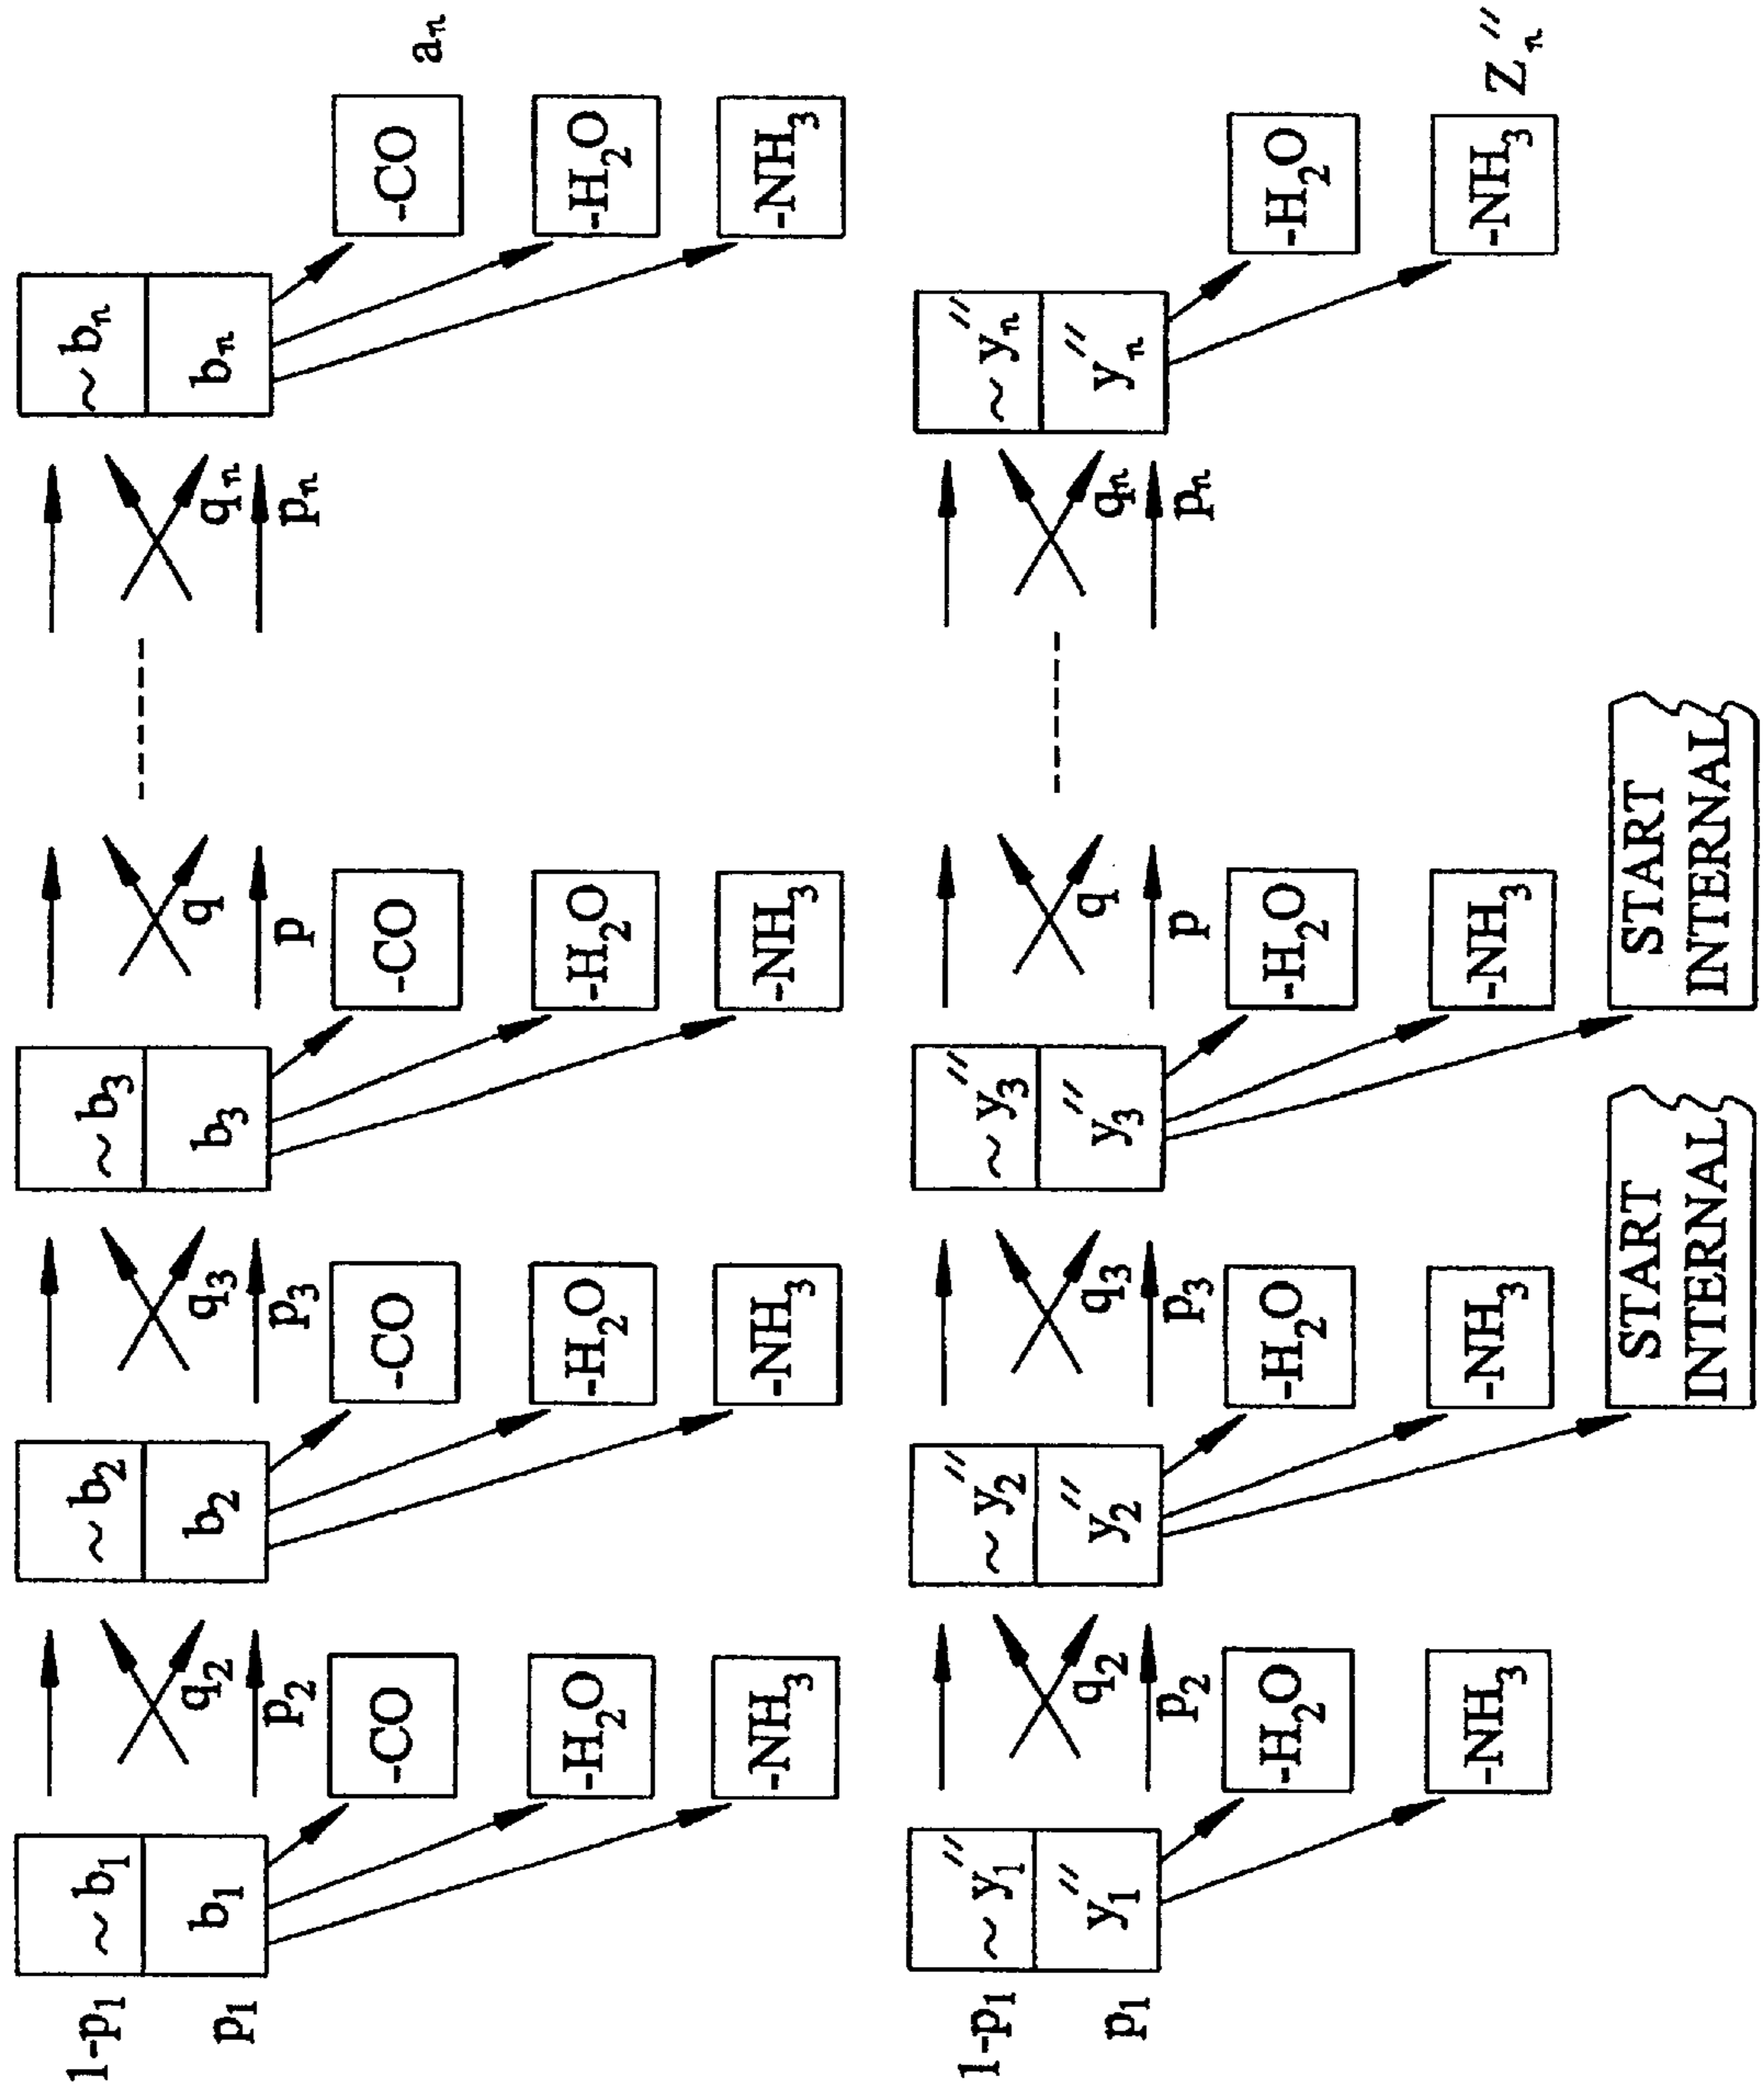 1-p₁
p₁
~ b₁
b₁
q₂
p₂
-CO
-H₂O
-NH₃
~ b₂
b₂
q₃
p₃
-CO
-H₂O
-NH₃
~ b₃
b₃
q
p
-CO
-H₂O
-NH₃
qₙ
pₙ
~ bₙ
bₙ
-CO
-H₂O
-NH₃
aₙ
1-p₁
p₁
~ y₁″
y₁″
q₂
p₂
-H₂O
-NH₃
~ y₂″
y₂″
q₃
p₃
-H₂O
-NH₃
START
INTERNAL
~ y₃″
y₃″
q
p
-H₂O
-NH₃
START
INTERNAL
qₙ
pₙ
~ yₙ″
yₙ″
-H₂O
-NH₃
Zₙ″